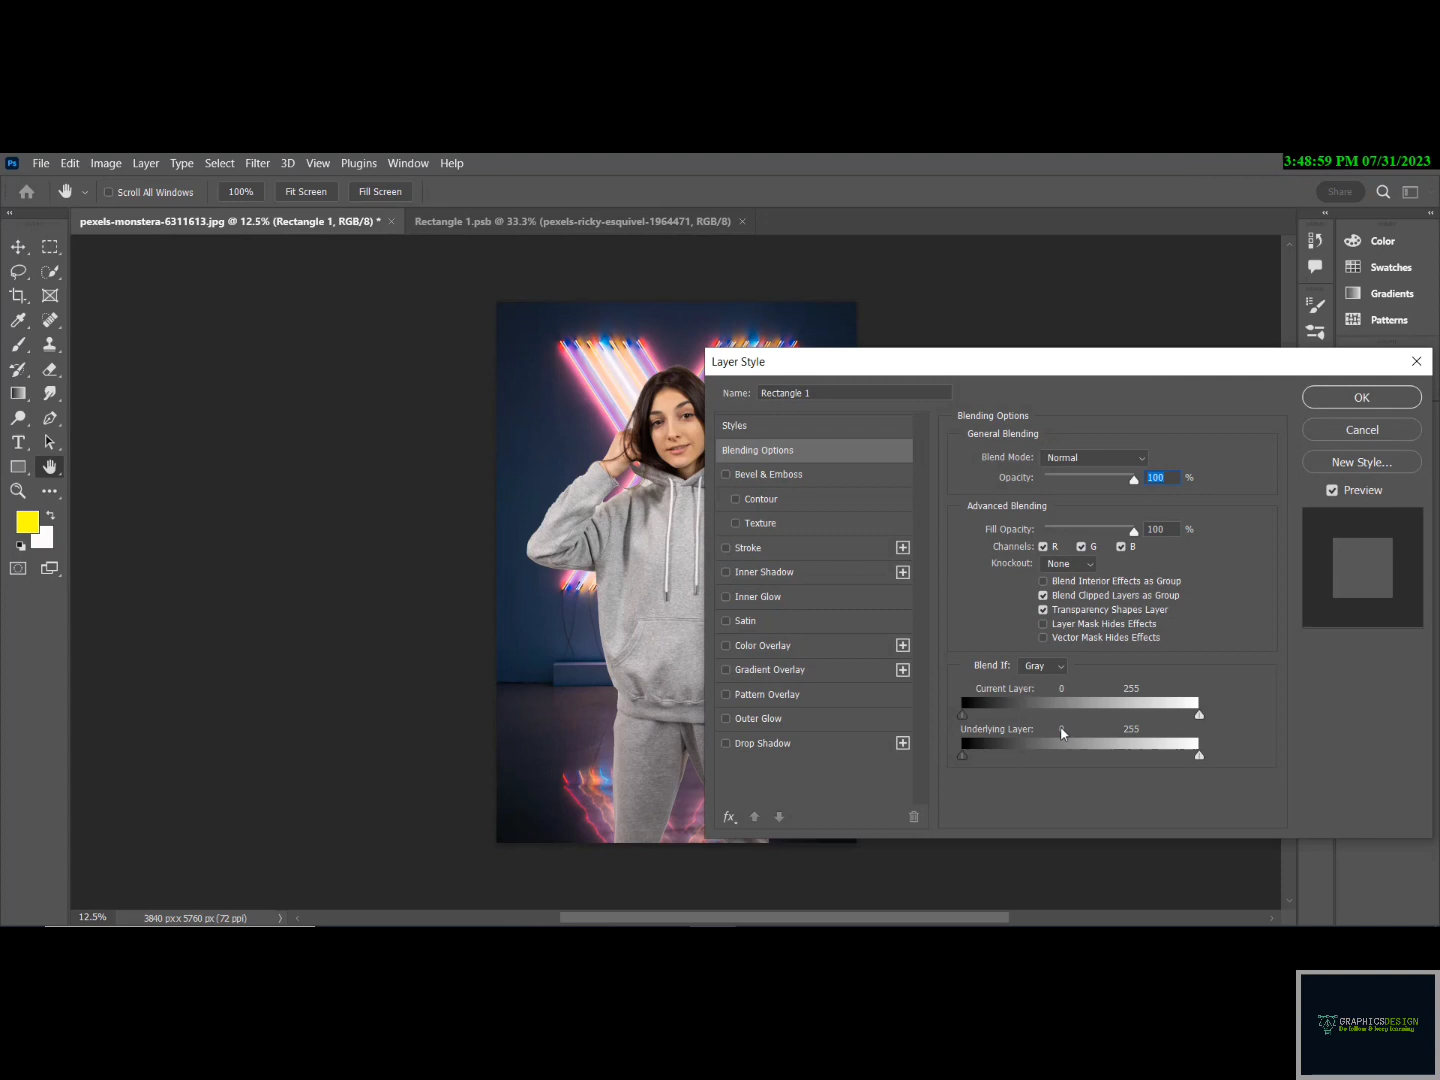 3:48:59 PM 07/31/2023
Ps File Edit Image Layer Type Select Filter 3D View Plugins Window Help
Scroll All Windows 100% Fit Screen Fill Screen Share
pexels-monstera-6311613.jpg @ 12.5% (Rectangle 1, RGB/8) * × Rectangle 1.psb @ 33.3% (pexels-ricky-esquivel-1964471, RGB/8) ×
Color
Swatches
Gradients
Patterns
Layer Style
Name: Rectangle 1
Styles
Blending Options
Bevel & Emboss
Contour
Texture
Stroke
Inner Shadow
Inner Glow
Satin
Color Overlay
Gradient Overlay
Pattern Overlay
Outer Glow
Drop Shadow
fx
Blending Options
General Blending
Blend Mode: Normal
Opacity: 100 %
Advanced Blending
Fill Opacity: 100 %
Channels: R G B
Knockout: None
Blend Interior Effects as Group
Blend Clipped Layers as Group
Transparency Shapes Layer
Layer Mask Hides Effects
Vector Mask Hides Effects
Blend If: Gray
Current Layer: 0 255
Underlying Layer: 0 255
OK
Cancel
New Style...
Preview
T
12.5% 3840 px x 5760 px (72 ppi)
GRAPHICSDESIGN
Do follow & keep learning